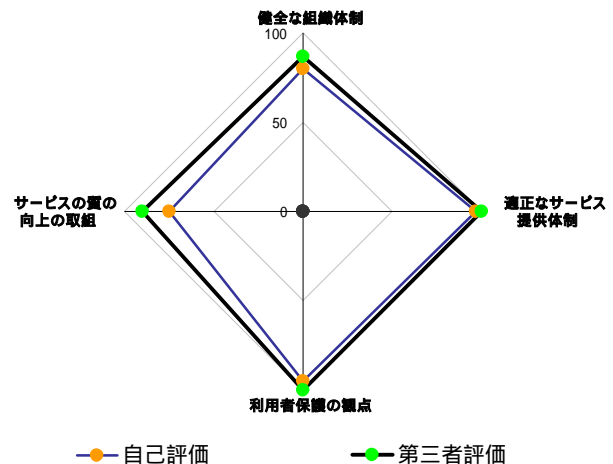 健全な組織体制
100
50
サービスの質の
向上の取組
0
適正なサービス
提供体制
利用者保護の観点
自己評価
第三者評価